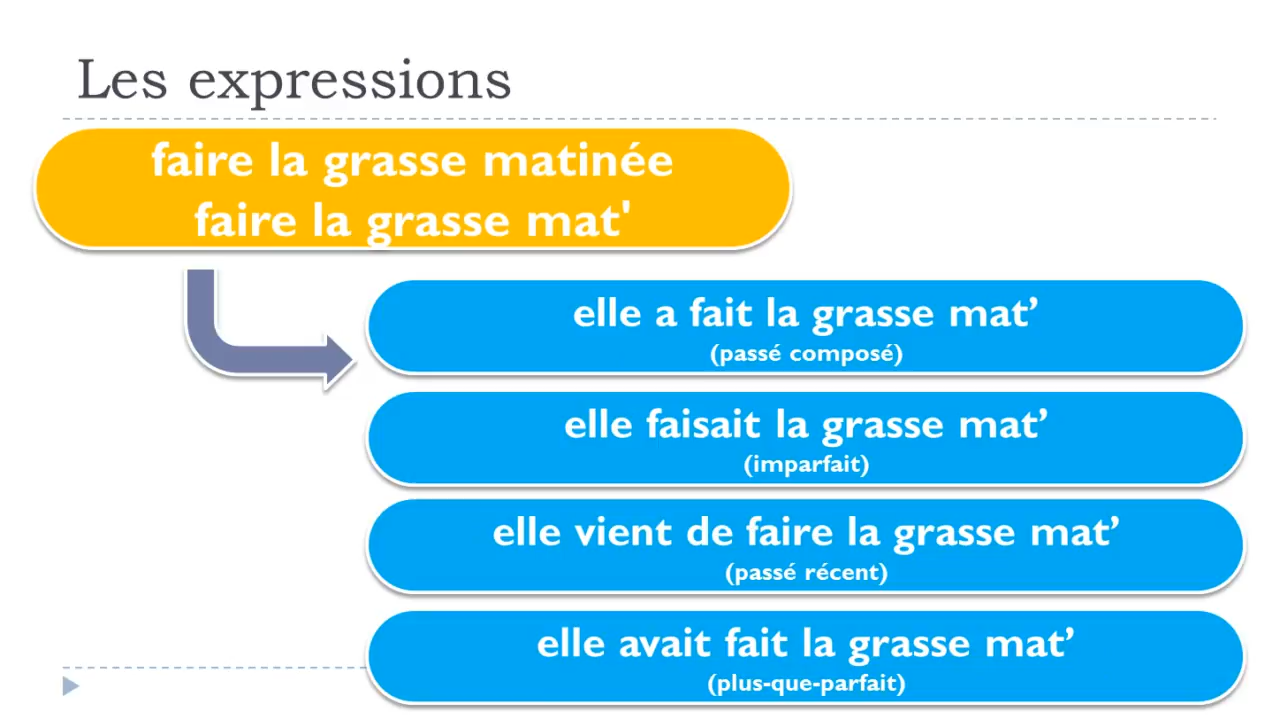 Les expressions
faire la grasse matinée
faire la grasse mat'
elle a fait la grasse mat’
(passé composé)
elle faisait la grasse mat’
(imparfait)
elle vient de faire la grasse mat’
(passé récent)
elle avait fait la grasse mat’
(plus-que-parfait)